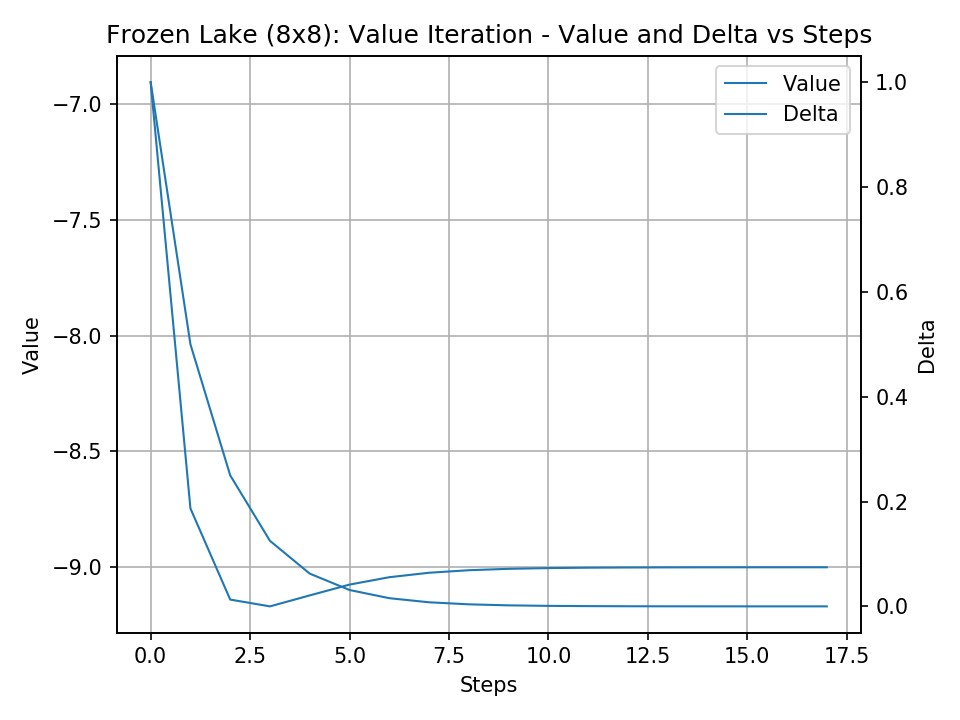 Frozen Lake (8x8): Value Iteration - Value and Delta vs Steps
Value
Delta
−7.0
−7.5
−8.0
−8.5
−9.0
Value
1.0
0.8
0.6
0.4
0.2
0.0
Delta
0.0 2.5 5.0 7.5 10.0 12.5 15.0 17.5
Steps